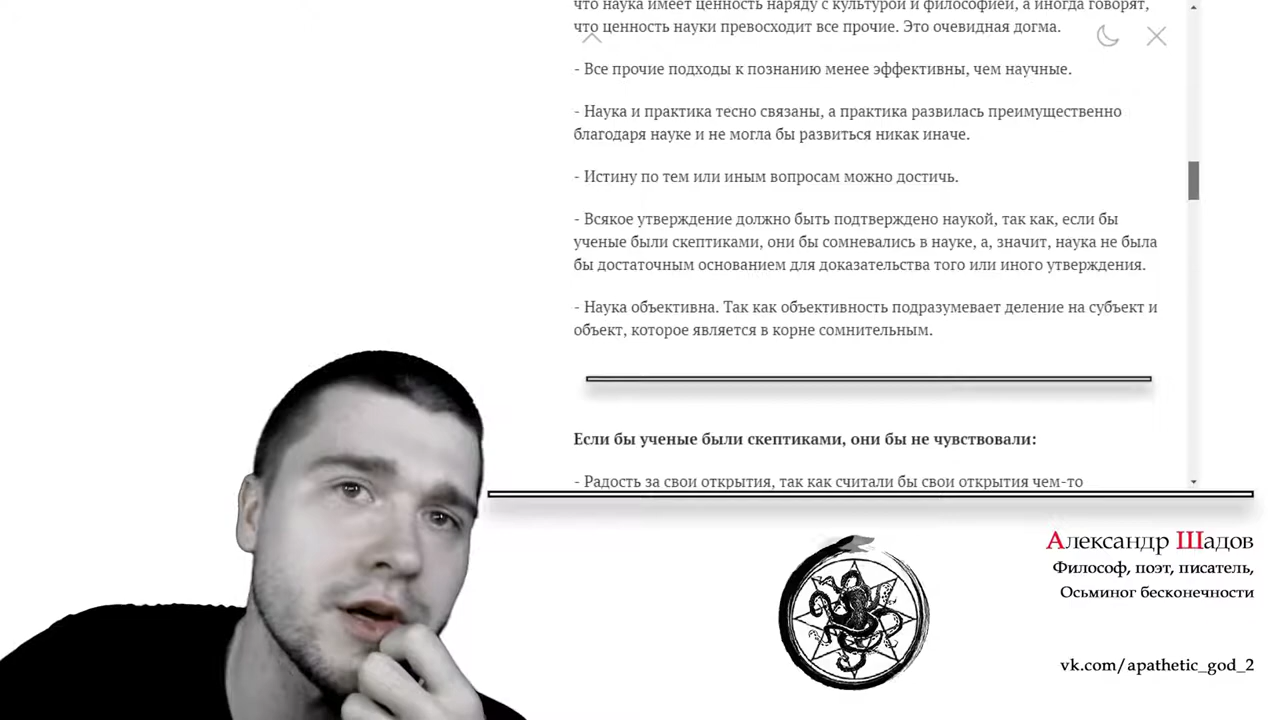 что наука имеет ценность наряду с культурой и философией, а иногда говорят,
что ценность науки превосходит все прочие. Это очевидная догма.
- Все прочие подходы к познанию менее эффективны, чем научные.
- Наука и практика тесно связаны, а практика развилась преимущественно
благодаря науке и не могла бы развиться никак иначе.
- Истину по тем или иным вопросам можно достичь.
- Всякое утверждение должно быть подтверждено наукой, так как, если бы
ученые были скептиками, они бы сомневались в науке, а, значит, наука не была
бы достаточным основанием для доказательства того или иного утверждения.
- Наука объективна. Так как объективность подразумевает деление на субъект и
объект, которое является в корне сомнительным.
Если бы ученые были скептиками, они бы не чувствовали:
- Радость за свои открытия, так как считали бы свои открытия чем-то
Александр Шадов
Философ, поэт, писатель,
Осьминог бесконечности
vk.com/apathetic_god_2